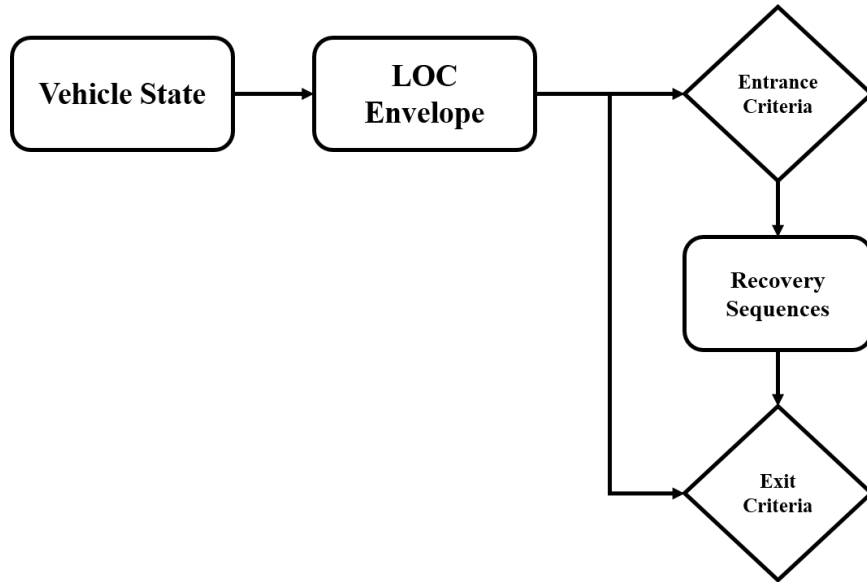 Vehicle State
LOC
Envelope
Entrance
Criteria
Recovery
Sequences
Exit
Criteria